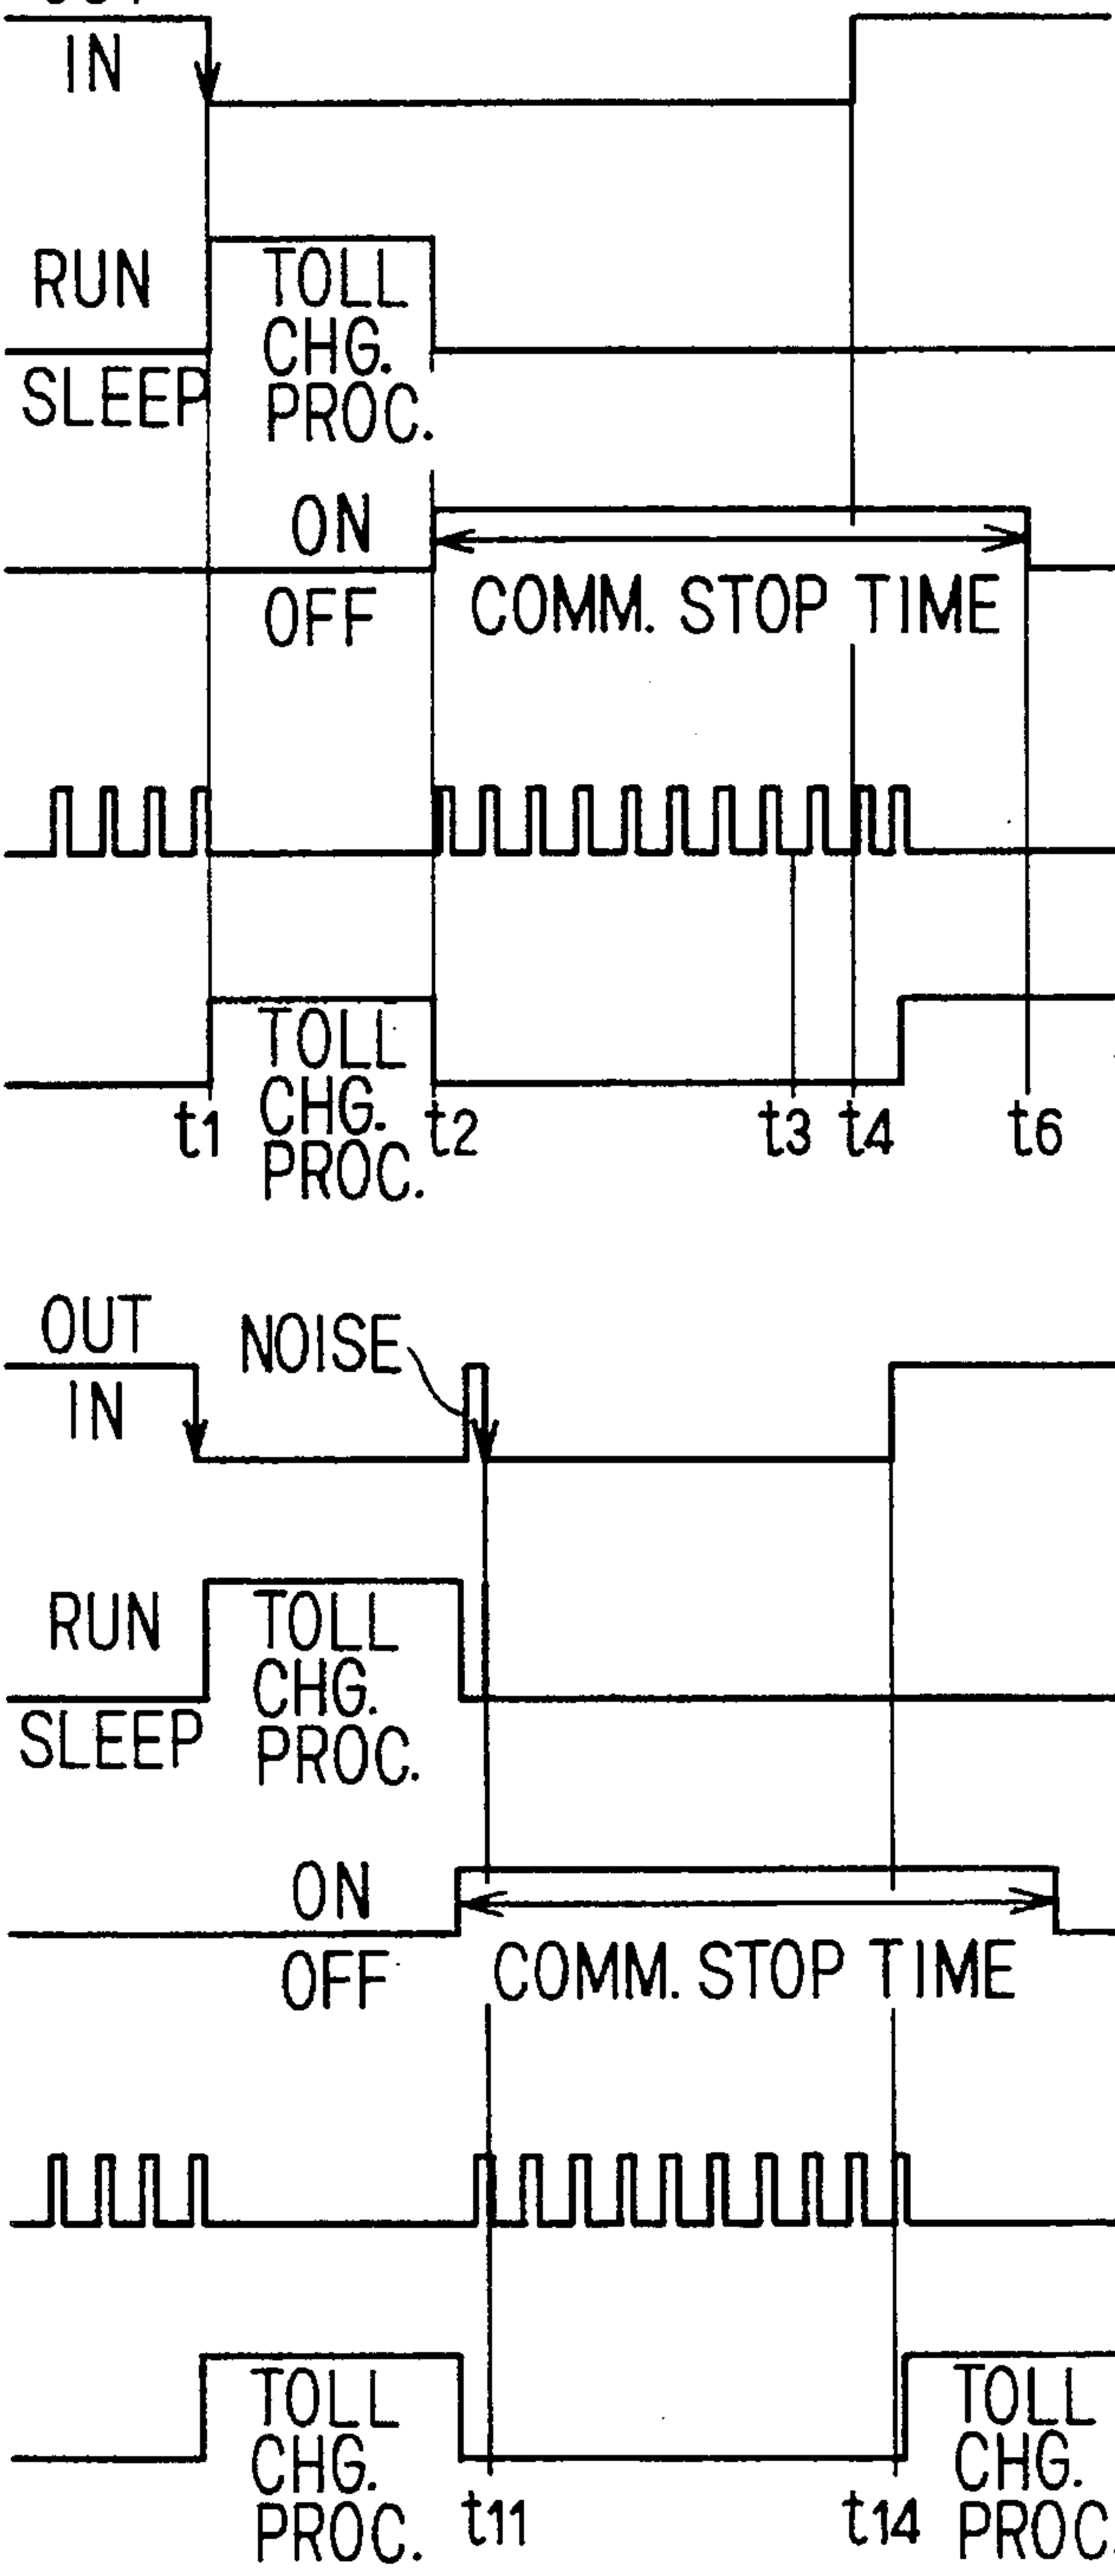 IN
RUN
TOLL
CHG.
PROC.
SLEEP
ON
OFF
COMM. STOP TIME
TOLL
CHG.
PROC.
t1
t2
t3
t4
t6
OUT
IN
NOISE
RUN
TOLL
CHG.
PROC.
SLEEP
ON
OFF
COMM. STOP TIME
TOLL
CHG.
PROC.
t11
t14
TOLL
CHG.
PROC.